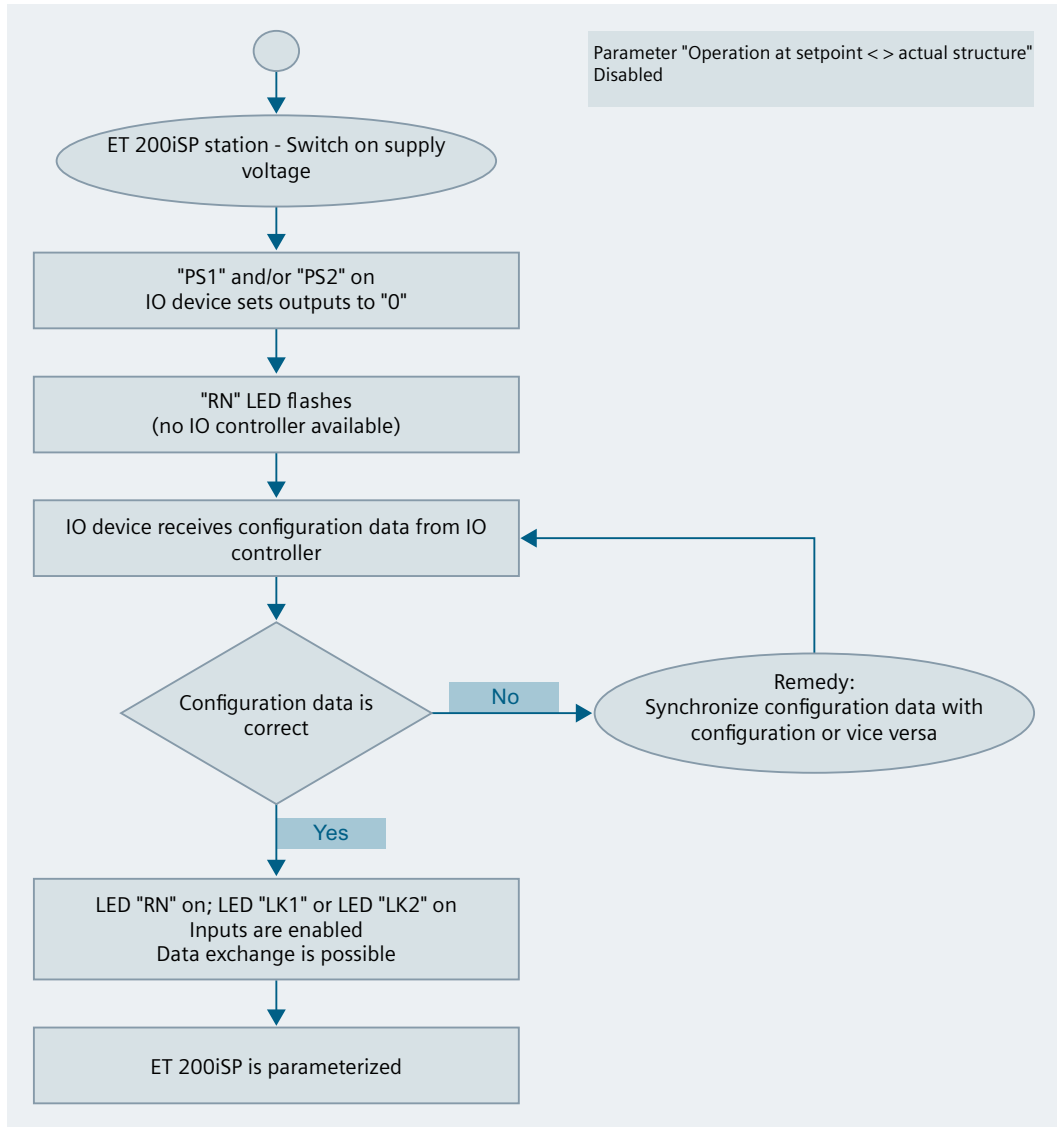 Parameter "Operation at setpoint < > actual structure"
Disabled
ET 200iSP station - Switch on supply
voltage
"PS1" and/or "PS2" on
IO device sets outputs to "0"
"RN" LED flashes
(no IO controller available)
IO device receives configuration data from IO
controller
Configuration data is
correct
No
Remedy:
Synchronize configuration data with
configuration or vice versa
Yes
LED "RN" on; LED "LK1" or LED "LK2" on
Inputs are enabled
Data exchange is possible
ET 200iSP is parameterized